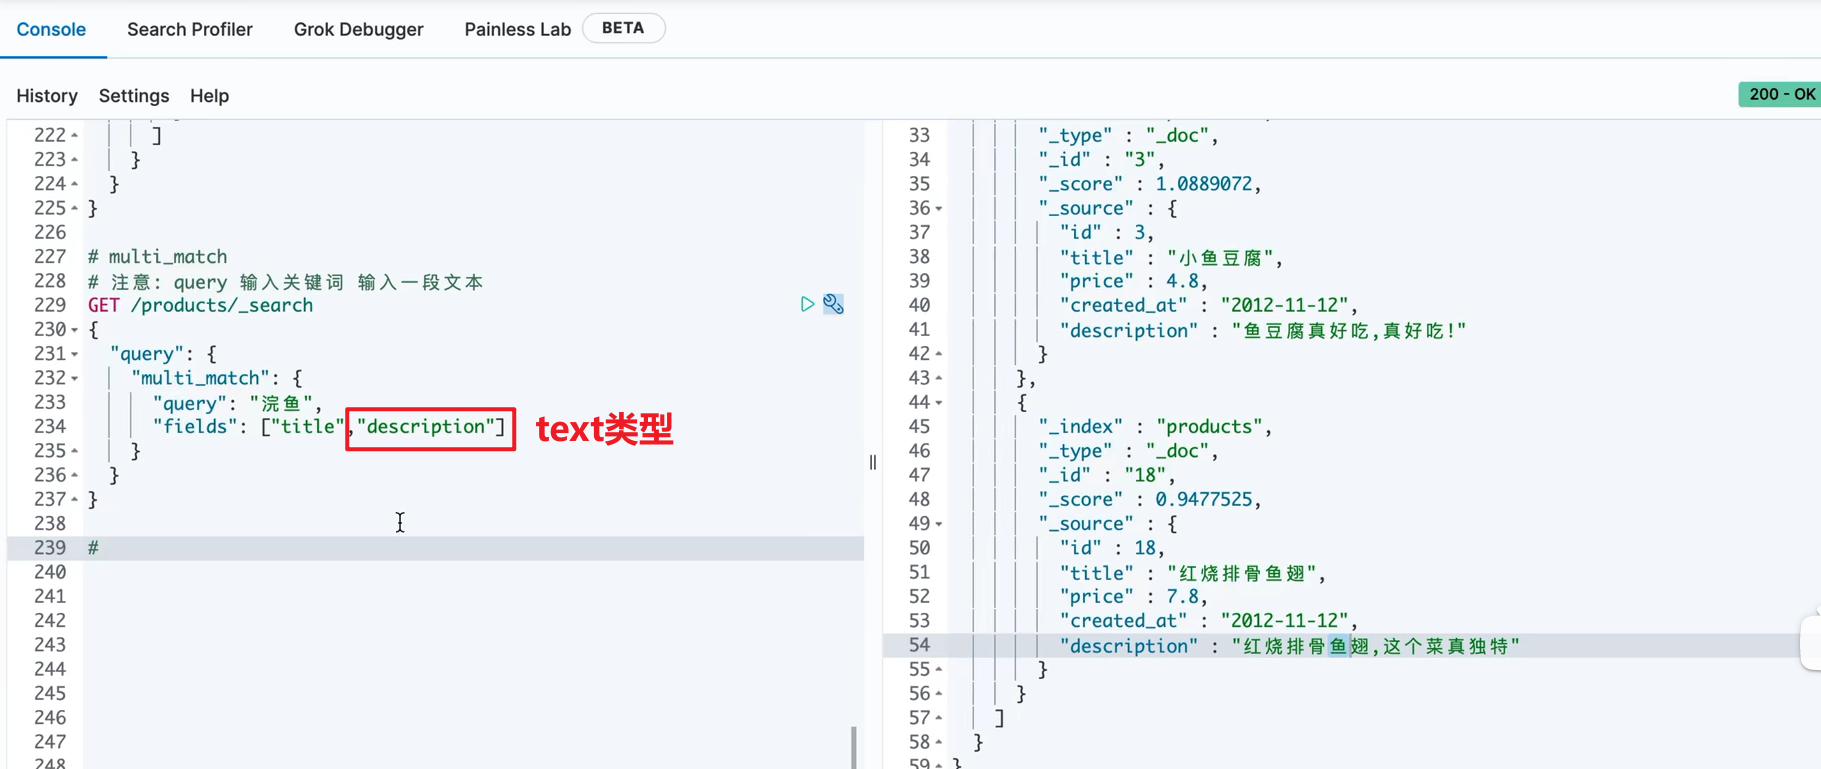 Console Search Profiler Grok Debugger Painless Lab BETA
History Settings Help
200 - OK
222 ]
223 }
224 }
225 }
226
227 # multi_match
228 # 注意: query 输入关键词 输入一段文本
229 GET /products/_search
230 {
231 "query": {
232 "multi_match": {
233 "query": "浣鱼",
234 "fields": ["title","description"]
text类型
235 }
236 }
237 }
238
239 #
240
241
242
243
244
245
246
247
248
33 "_type" : "_doc",
34 "_id" : "3",
35 "_score" : 1.0889072,
36 "_source" : {
37 "id" : 3,
38 "title" : "小鱼豆腐",
39 "price" : 4.8,
40 "created_at" : "2012-11-12",
41 "description" : "鱼豆腐真好吃,真好吃!"
42 }
43 },
44 {
45 "_index" : "products",
46 "_type" : "_doc",
47 "_id" : "18",
48 "_score" : 0.9477525,
49 "_source" : {
50 "id" : 18,
51 "title" : "红烧排骨鱼翅",
52 "price" : 7.8,
53 "created_at" : "2012-11-12",
54 "description" : "红烧排骨鱼翅,这个菜真独特"
55 }
56 }
57 ]
58 }
59 }